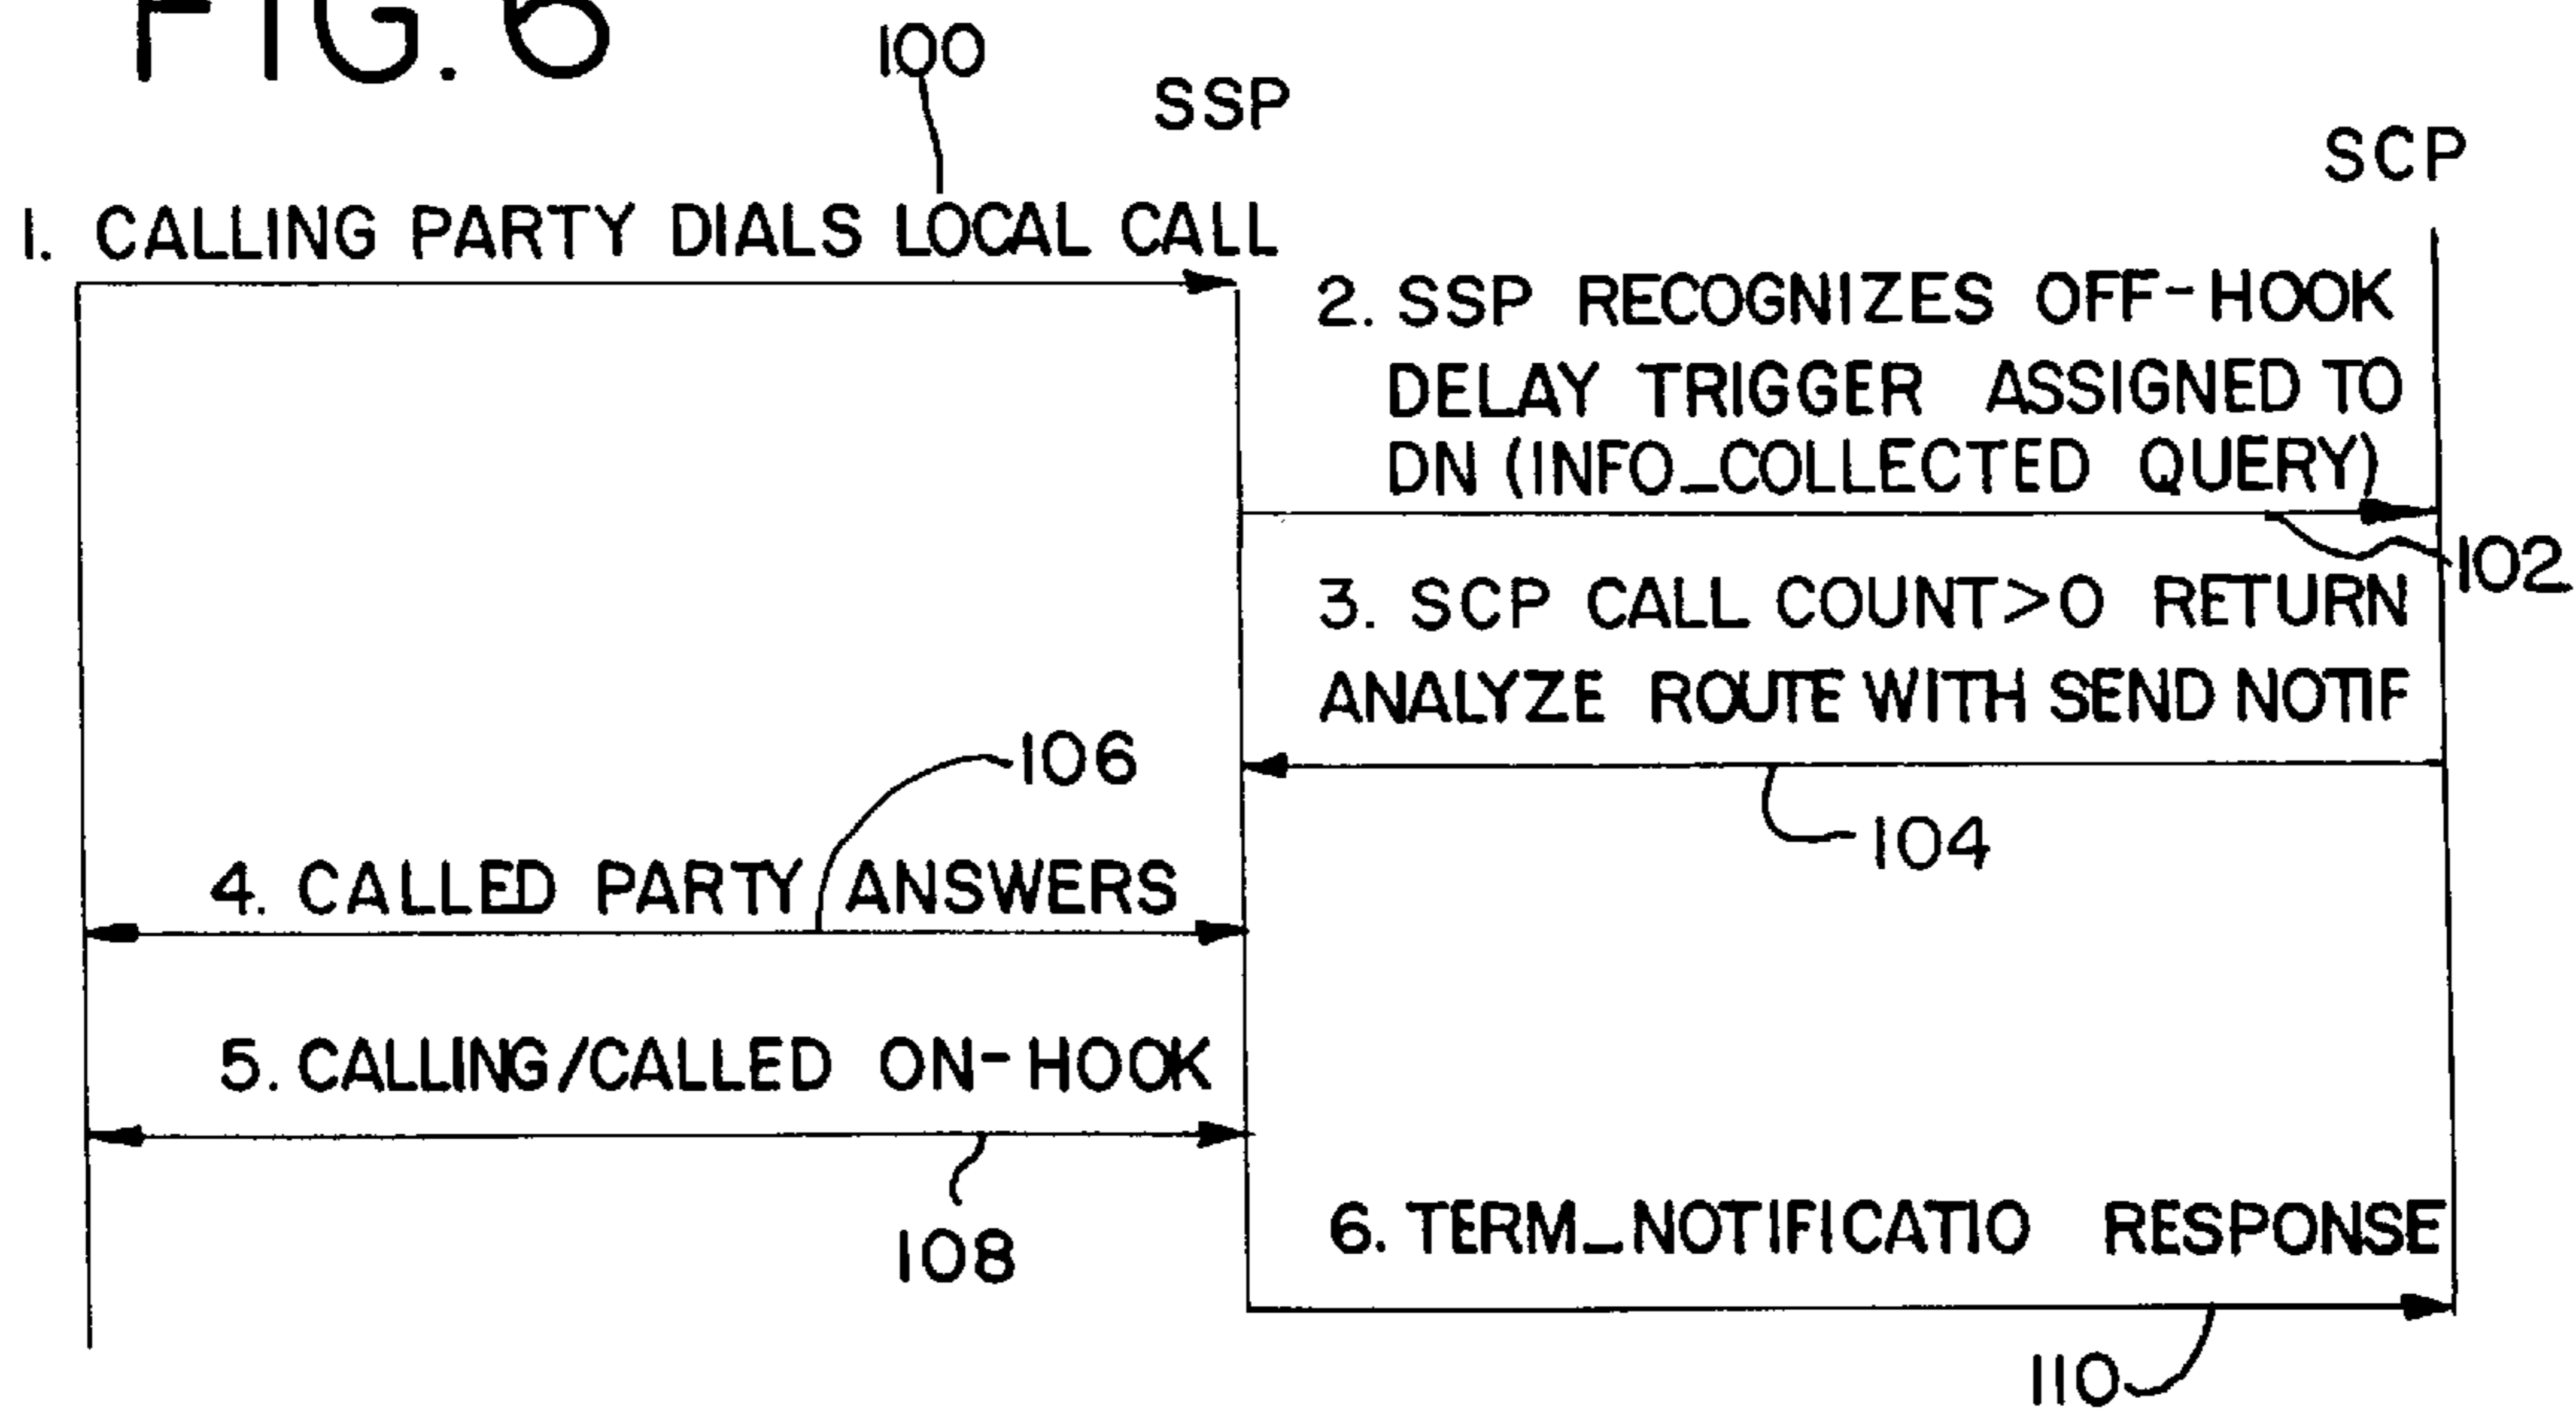 FIG. 6
100
SSP
SCP
1. CALLING PARTY DIALS LOCAL CALL
2. SSP RECOGNIZES OFF-HOOK
DELAY TRIGGER ASSIGNED TO
DN (INFO_COLLECTED QUERY)
102
3. SCP CALL COUNT>0 RETURN
ANALYZE ROUTE WITH SEND NOTIF
106
104
4. CALLED PARTY ANSWERS
5. CALLING/CALLED ON-HOOK
108
6. TERM_NOTIFICATIO RESPONSE
110